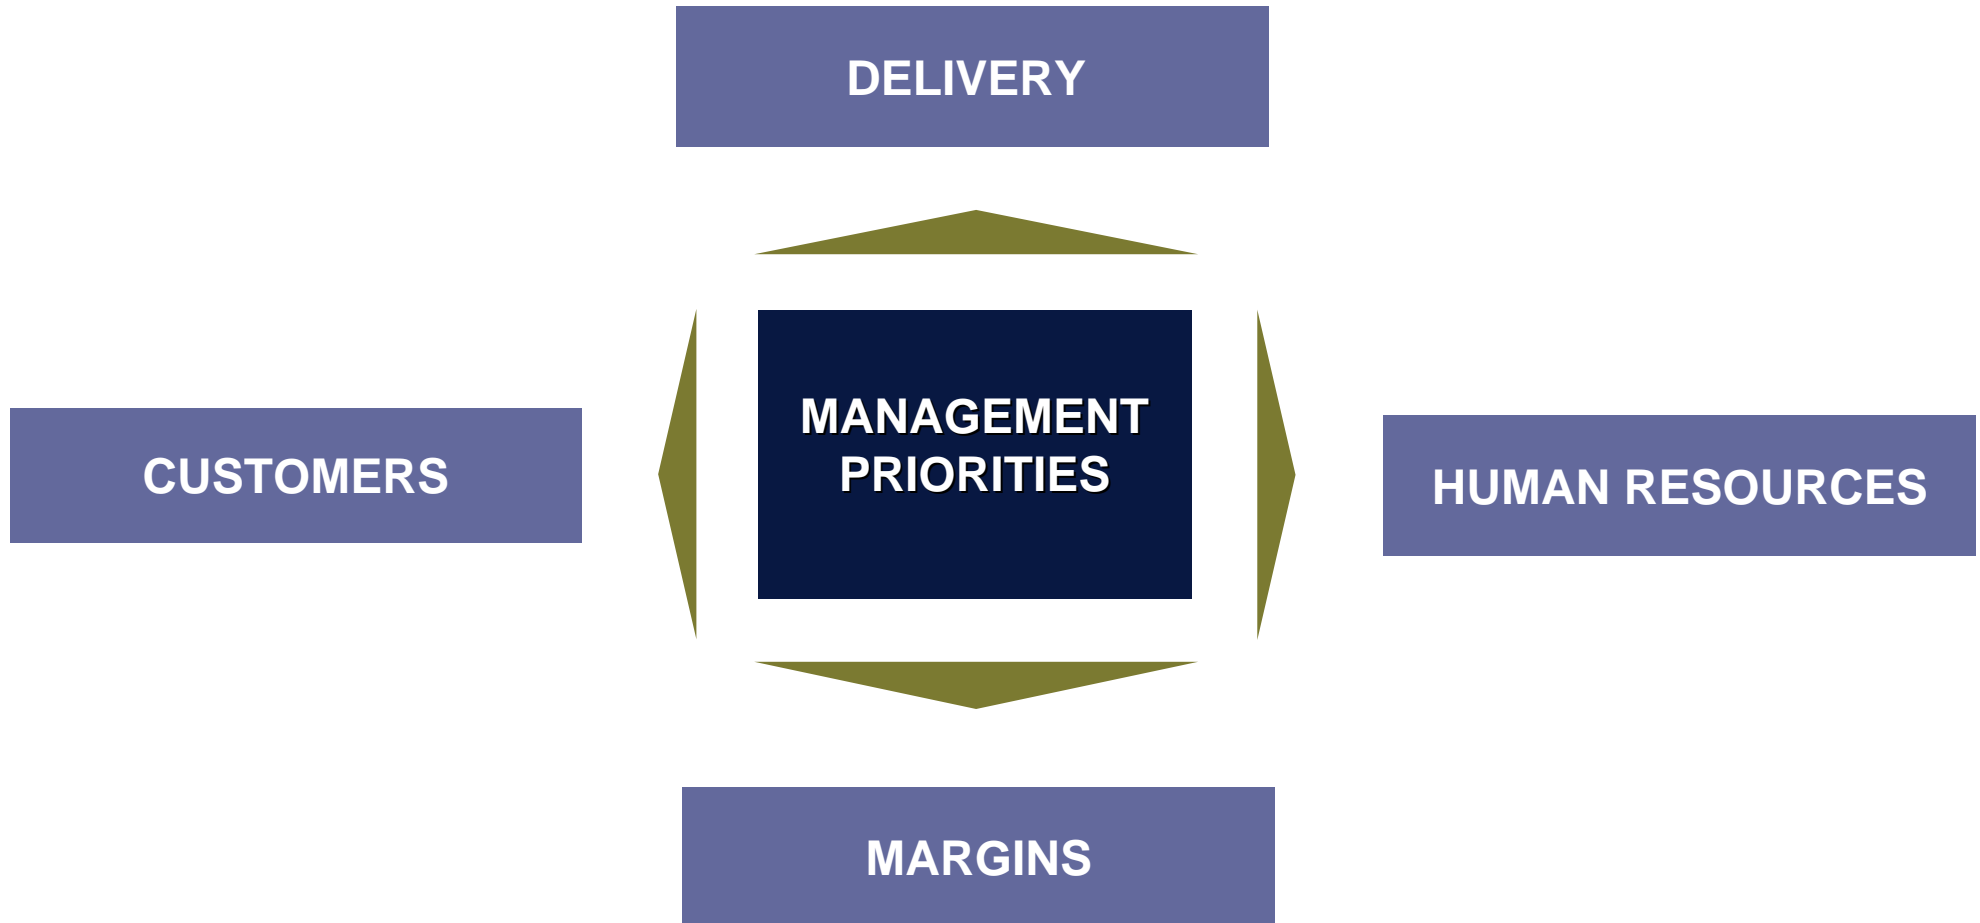 DELIVERY
MANAGEMENT
PRIORITIES
CUSTOMERS
HUMAN RESOURCES
MARGINS